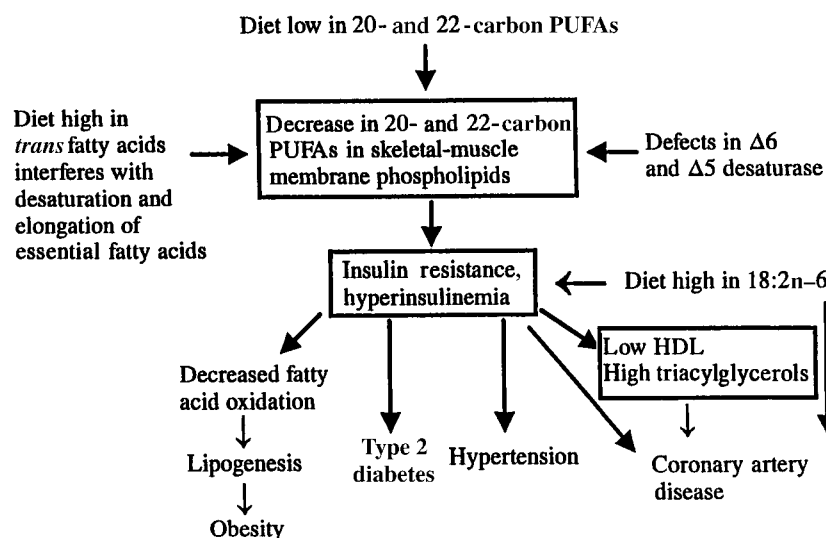 Diet low in 20- and 22-carbon PUFAs
Diet high in
trans fatty acids
interferes with
desaturation and
elongation of
essential fatty acids
Decrease in 20- and 22-carbon
PUFAs in skeletal-muscle
membrane phospholipids
Defects in Δ6
and Δ5 desaturase
Insulin resistance,
hyperinsulinemia
Diet high in 18:2n–6
Low HDL
High triacylglycerols
Decreased fatty
acid oxidation
Lipogenesis
Obesity
Type 2
diabetes
Hypertension
Coronary artery
disease